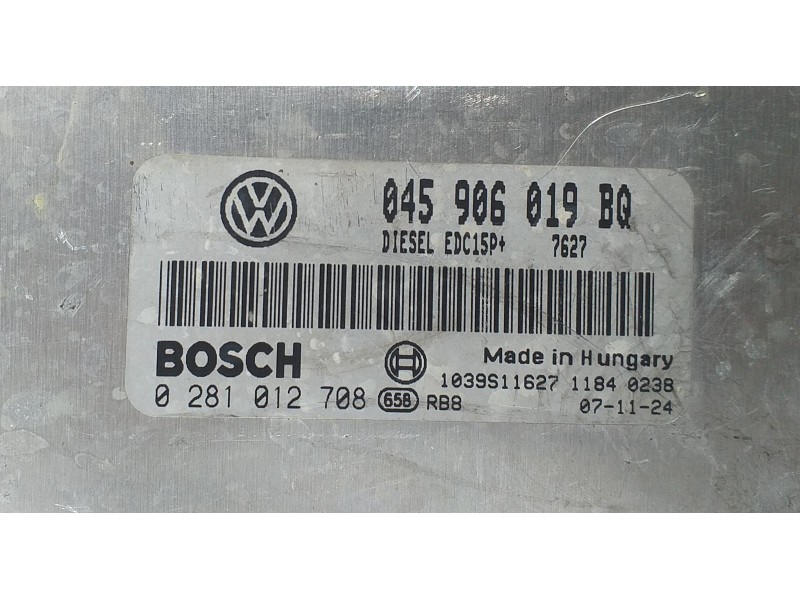 045 906 019 BQ
DIESEL EDC15P+ 7627
BOSCH
Made in Hungary
1039S11627 1184 0238
0 281 012 708 658 RB8 07-11-24